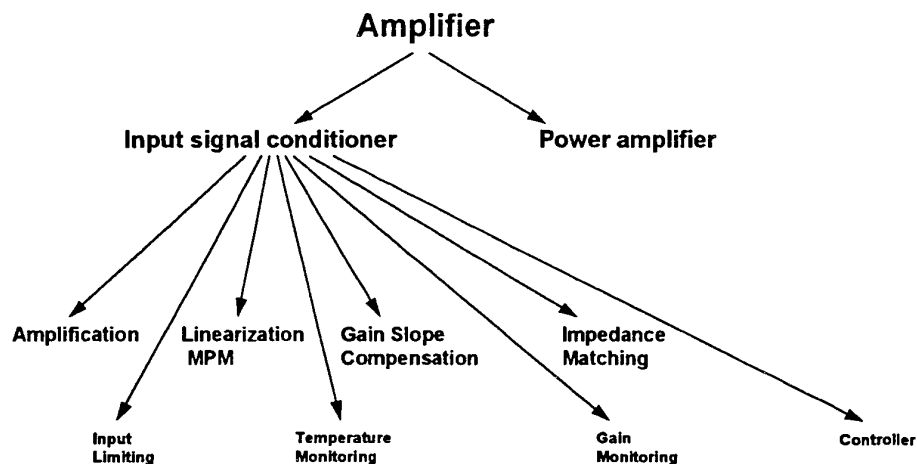 Amplifier
Input signal conditioner
Power amplifier
Amplification
Linearization
MPM
Gain Slope
Compensation
Impedance
Matching
Input
Limiting
Temperature
Monitoring
Gain
Monitoring
Controller